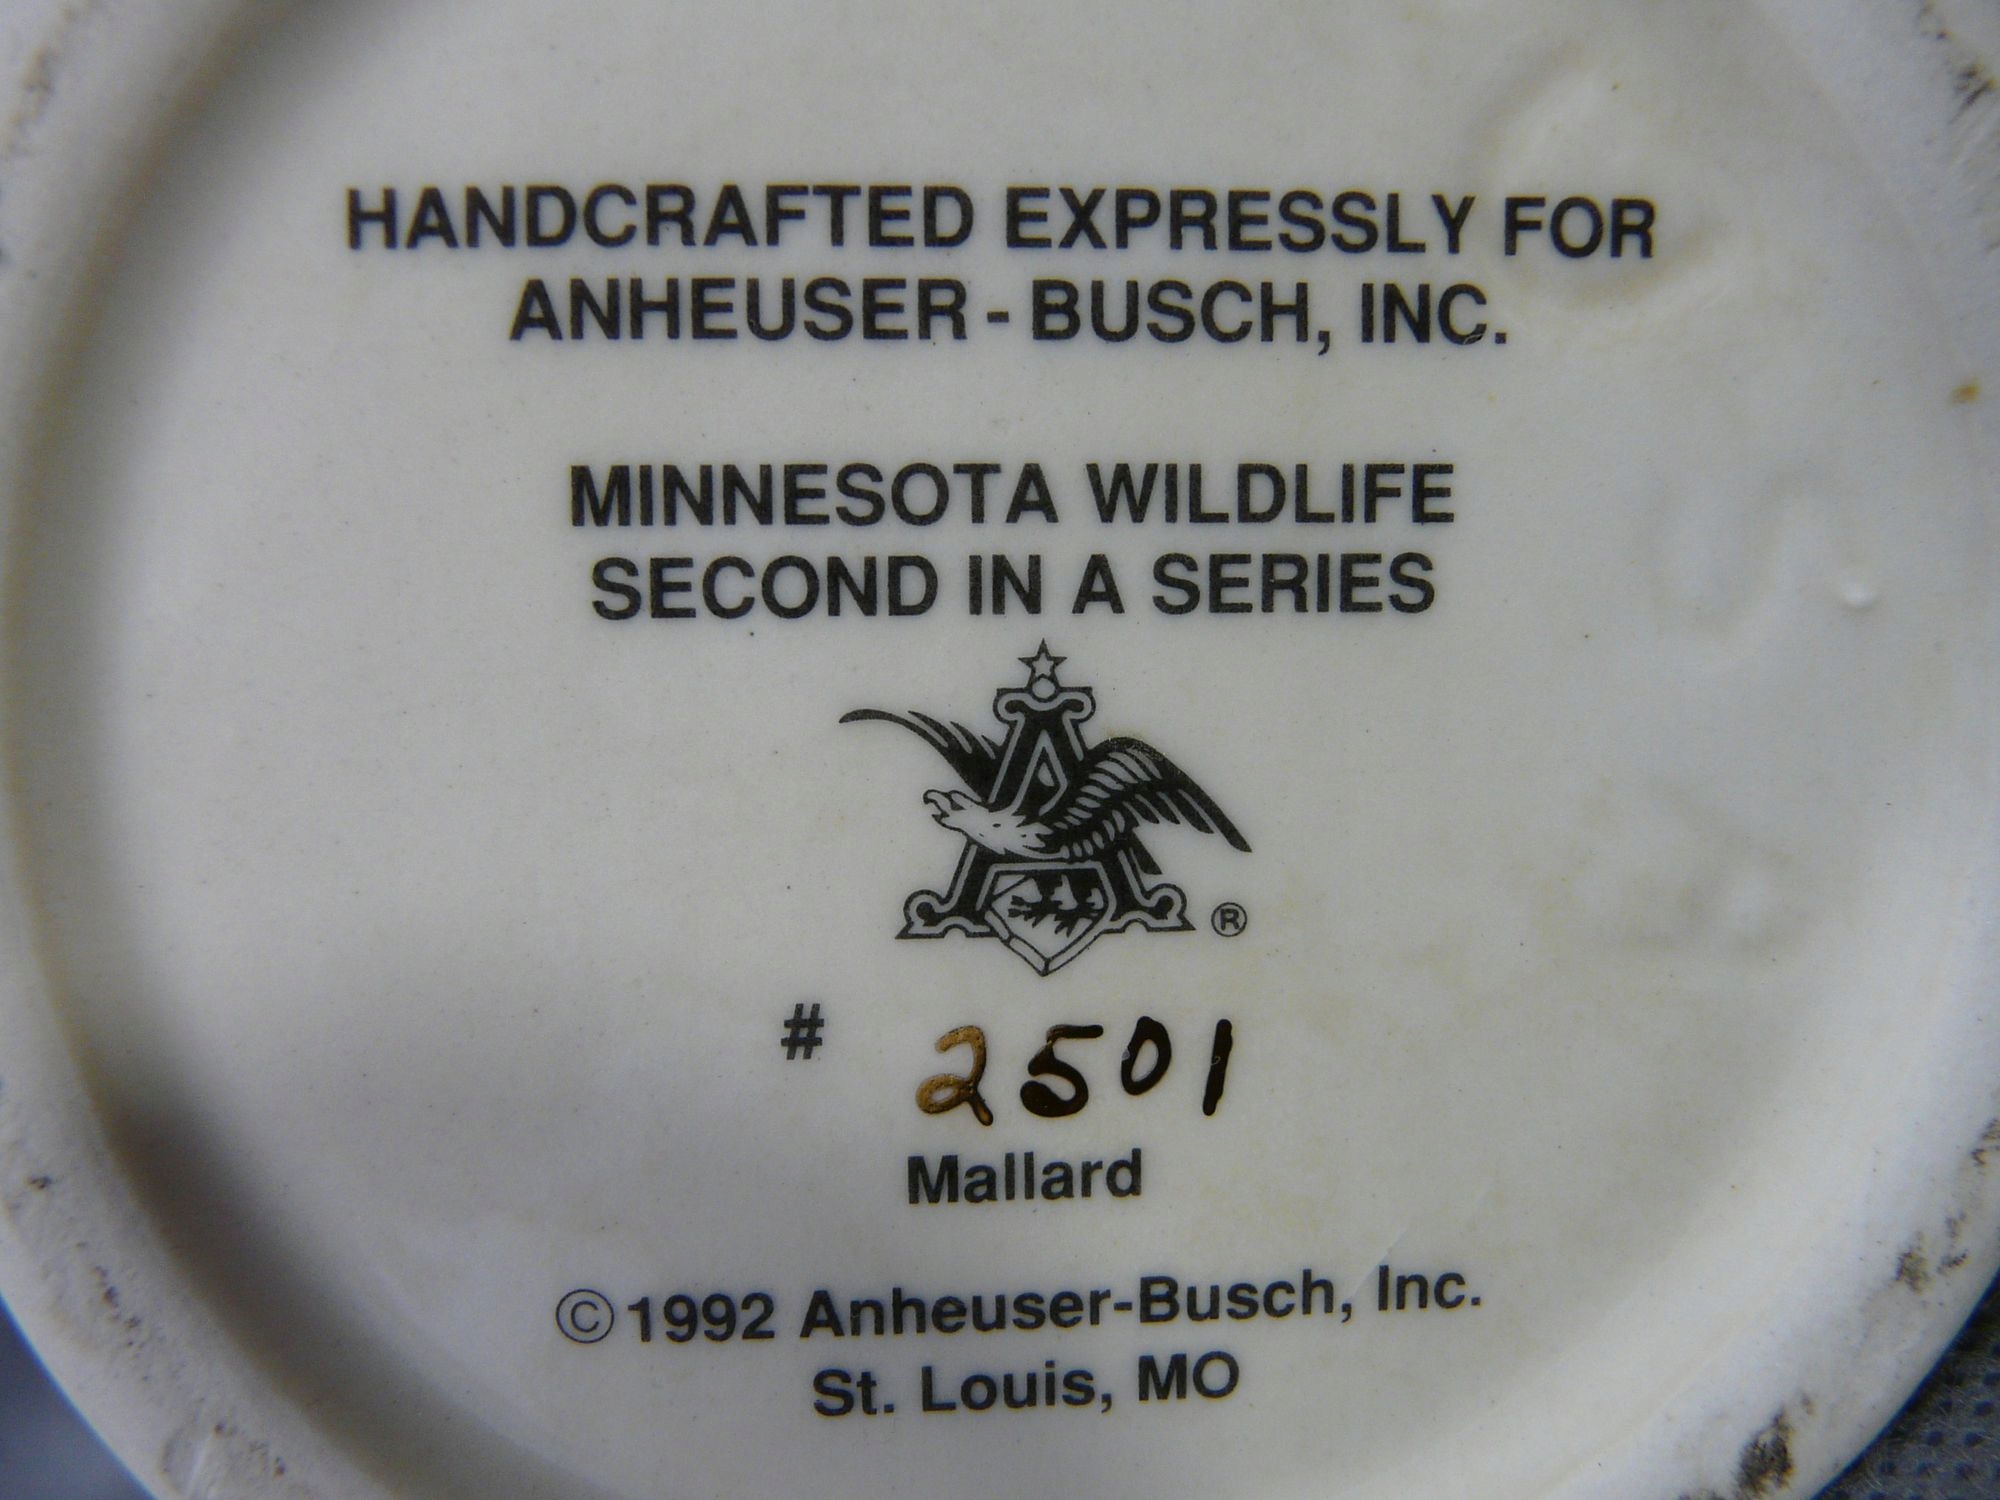 HANDCRAFTED EXPRESSLY FOR
ANHEUSER - BUSCH, INC.
MINNESOTA WILDLIFE
SECOND IN A SERIES
A
®
# 2501
Mallard
© 1992 Anheuser-Busch, Inc.
St. Louis, MO